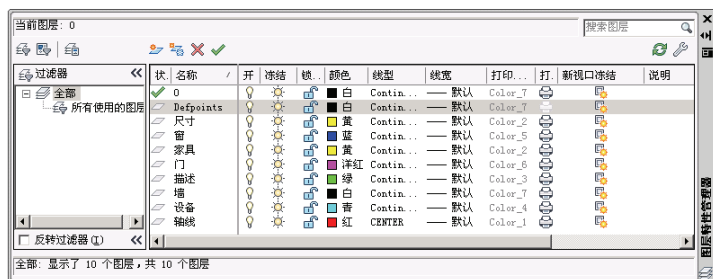 当前图层: 0
搜索图层
过滤器
全部
所有使用的图层
反转过滤器(I)
状. 名称 开 冻结 锁.. 颜色 线型 线宽 打印... 打. 新视口冻结 说明
0 白 Contin... 默认 Color_7
Defpoints 白 Contin... 默认 Color_7
尺寸 黄 Contin... 默认 Color_2
窗 蓝 Contin... 默认 Color_5
家具 黄 Contin... 默认 Color_2
门 洋红 Contin... 默认 Color_6
描述 绿 Contin... 默认 Color_3
墙 白 Contin... 默认 Color_7
设备 青 Contin... 默认 Color_4
轴线 红 CENTER 默认 Color_1
全部: 显示了 10 个图层，共 10 个图层
图层特性管理器